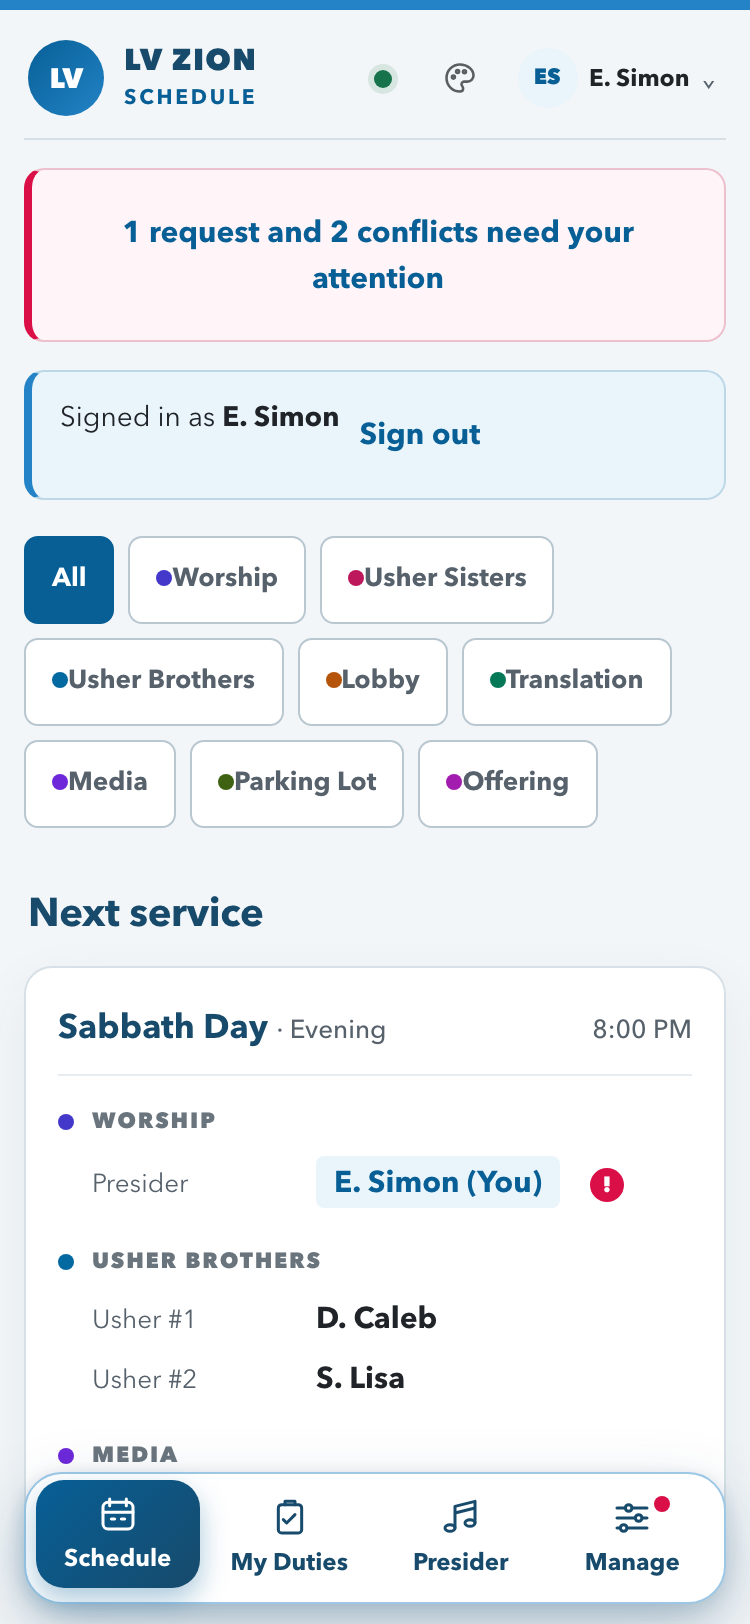 LV
LV ZION
SCHEDULE
ES
E. Simon
1 request and 2 conflicts need your
attention
Signed in as E. Simon
Sign out
All
Worship
Usher Sisters
Usher Brothers
Lobby
Translation
Media
Parking Lot
Offering
Next service
Sabbath Day · Evening
8:00 PM
WORSHIP
Presider
E. Simon (You)
!
USHER BROTHERS
Usher #1
D. Caleb
Usher #2
S. Lisa
MEDIA
Schedule
My Duties
Presider
Manage